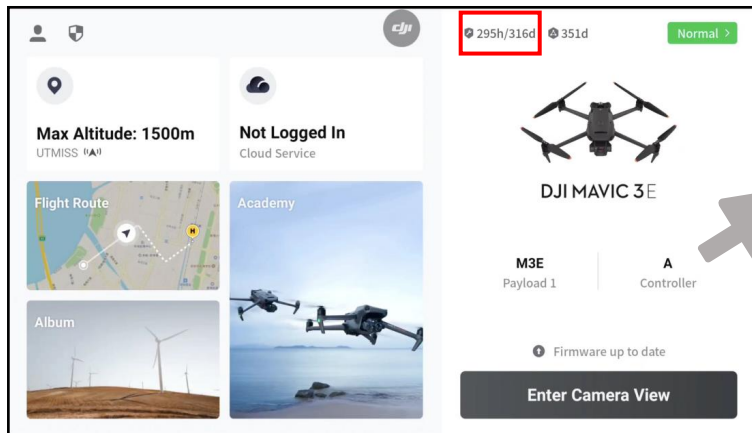 dji
295h/316d
351d
Normal >
Max Altitude: 1500m
UTMISS
Not Logged In
Cloud Service
Flight Route
H
Academy
Album
DJI MAVIC 3E
M3E
Payload 1
A
Controller
Firmware up to date
Enter Camera View